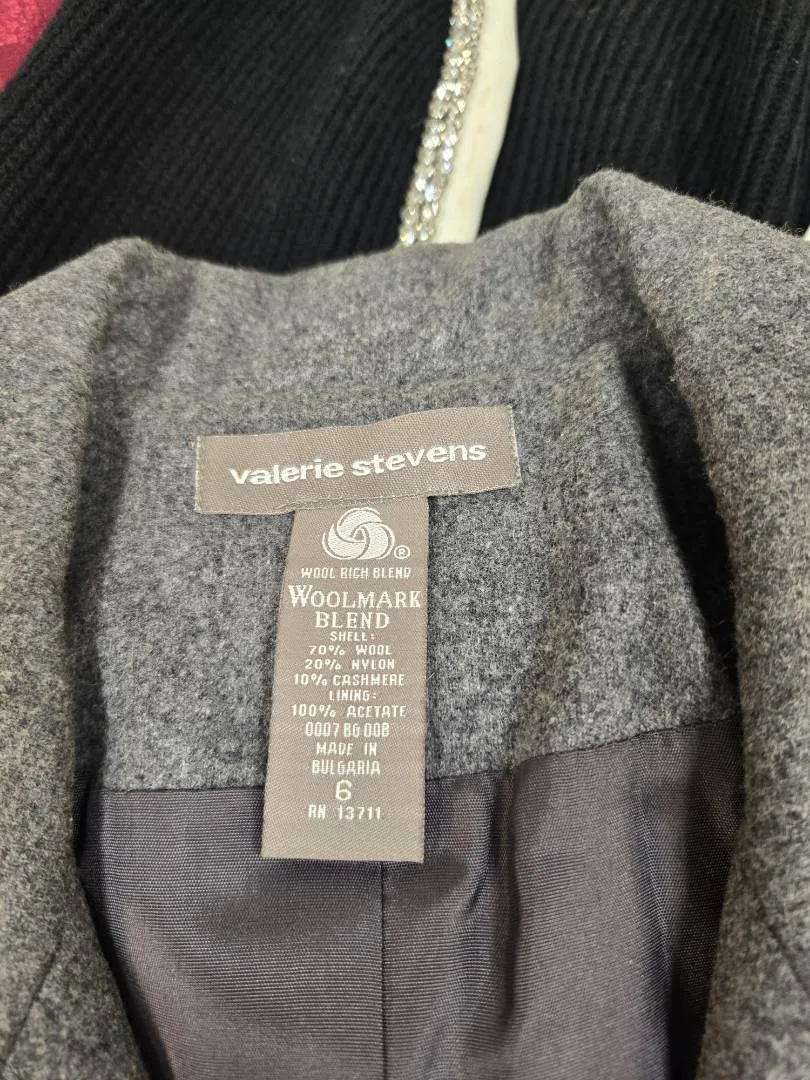 valerie stevens
®
WOOL RICH BLEND
WOOLMARK
BLEND
SHELL:
70% WOOL
20% NYLON
10% CASHMERE
LINING:
100% ACETATE
0007 BG 00B
MADE IN
BULGARIA
6
RN 13711